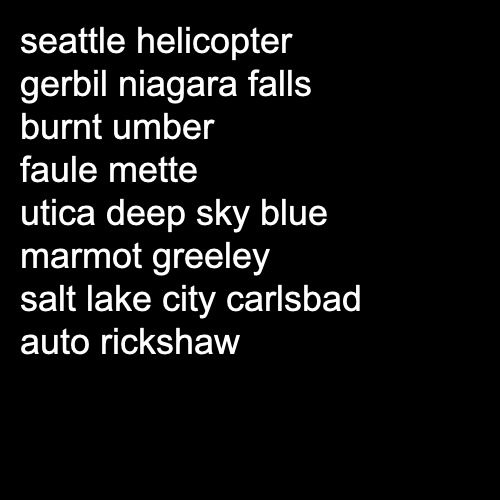 seattle helicopter
gerbil niagara falls
burnt umber
faule mette
utica deep sky blue
marmot greeley
salt lake city carlsbad
auto rickshaw